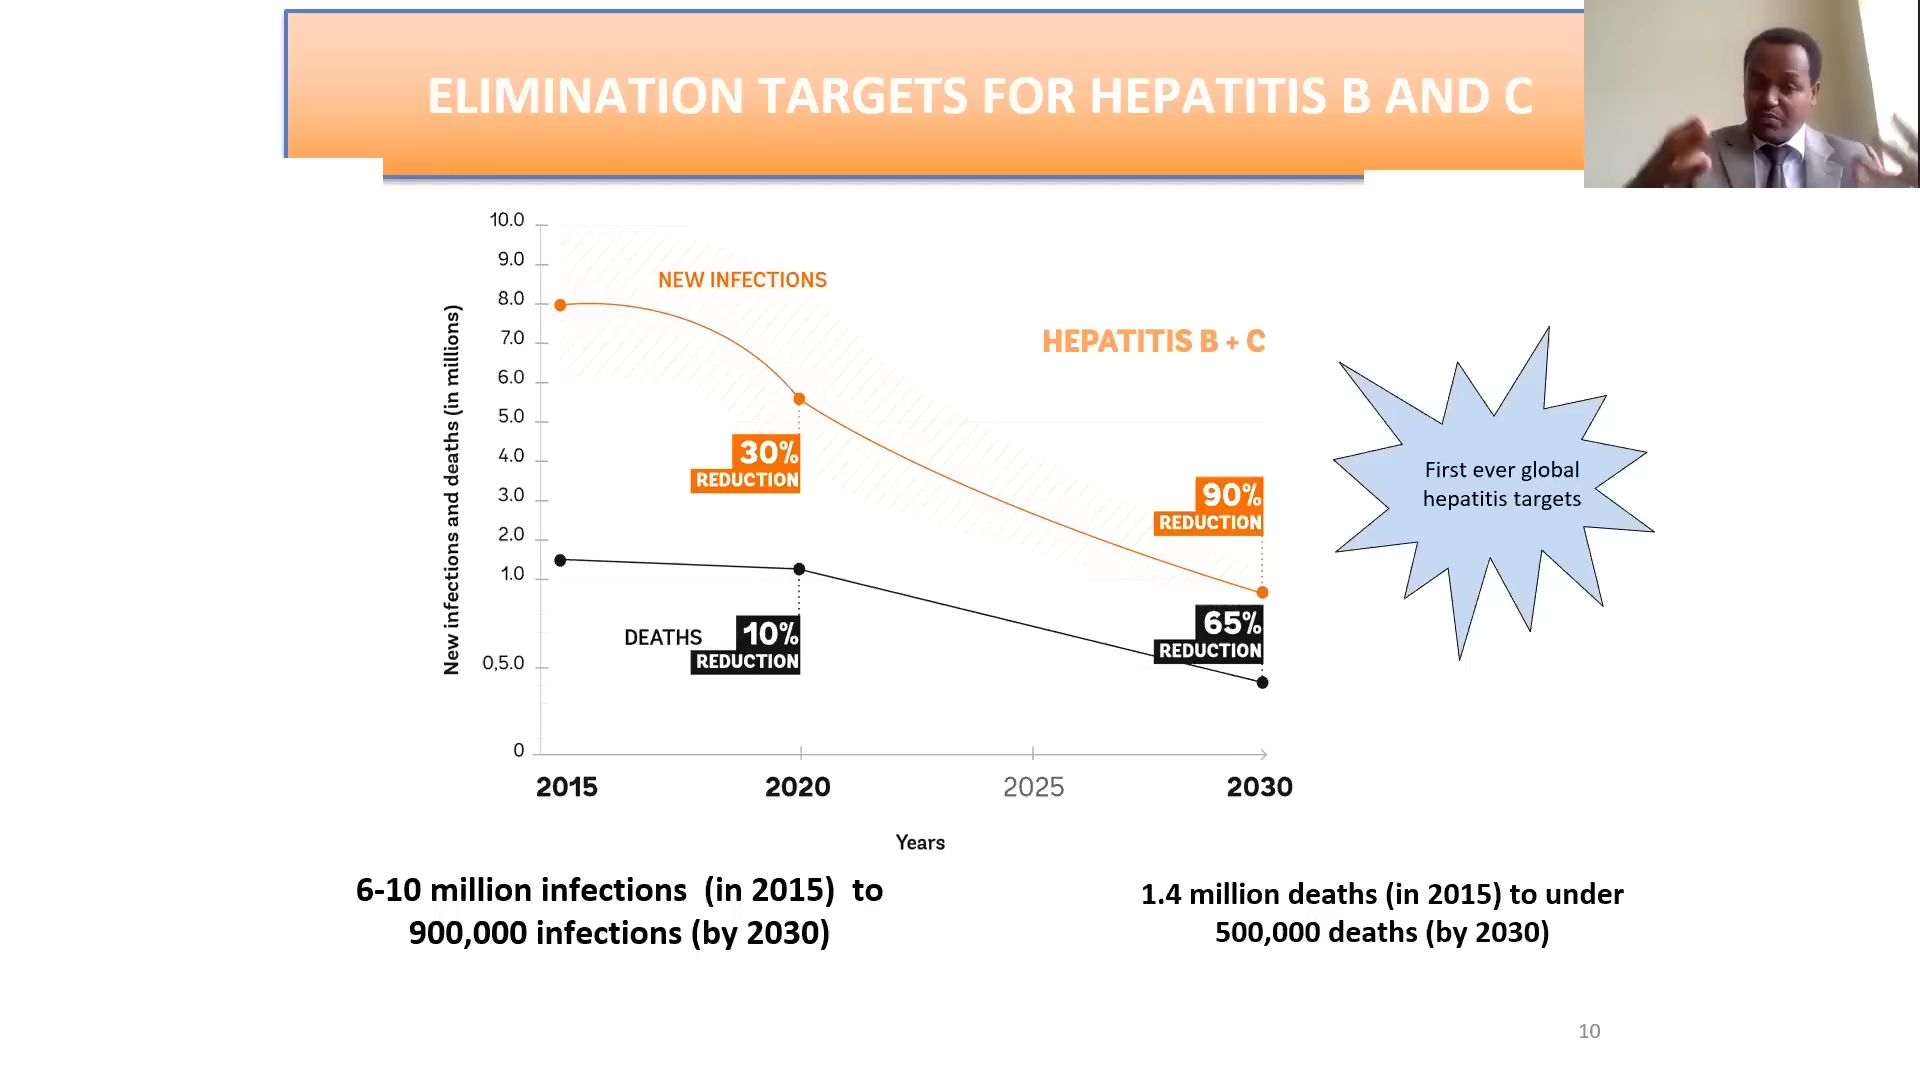 ELIMINATION TARGETS FOR HEPATITIS B AND C
10.0
9.0
8.0
7.0
6.0
5.0
4.0
3.0
2.0
1.0
0,5.0
0
New infections and deaths (in millions)
NEW INFECTIONS
HEPATITIS B + C
30%
REDUCTION
90%
REDUCTION
DEATHS
10%
REDUCTION
65%
REDUCTION
First ever global
hepatitis targets
2015
2020
2025
2030
Years
6-10 million infections (in 2015) to
900,000 infections (by 2030)
1.4 million deaths (in 2015) to under
500,000 deaths (by 2030)
10